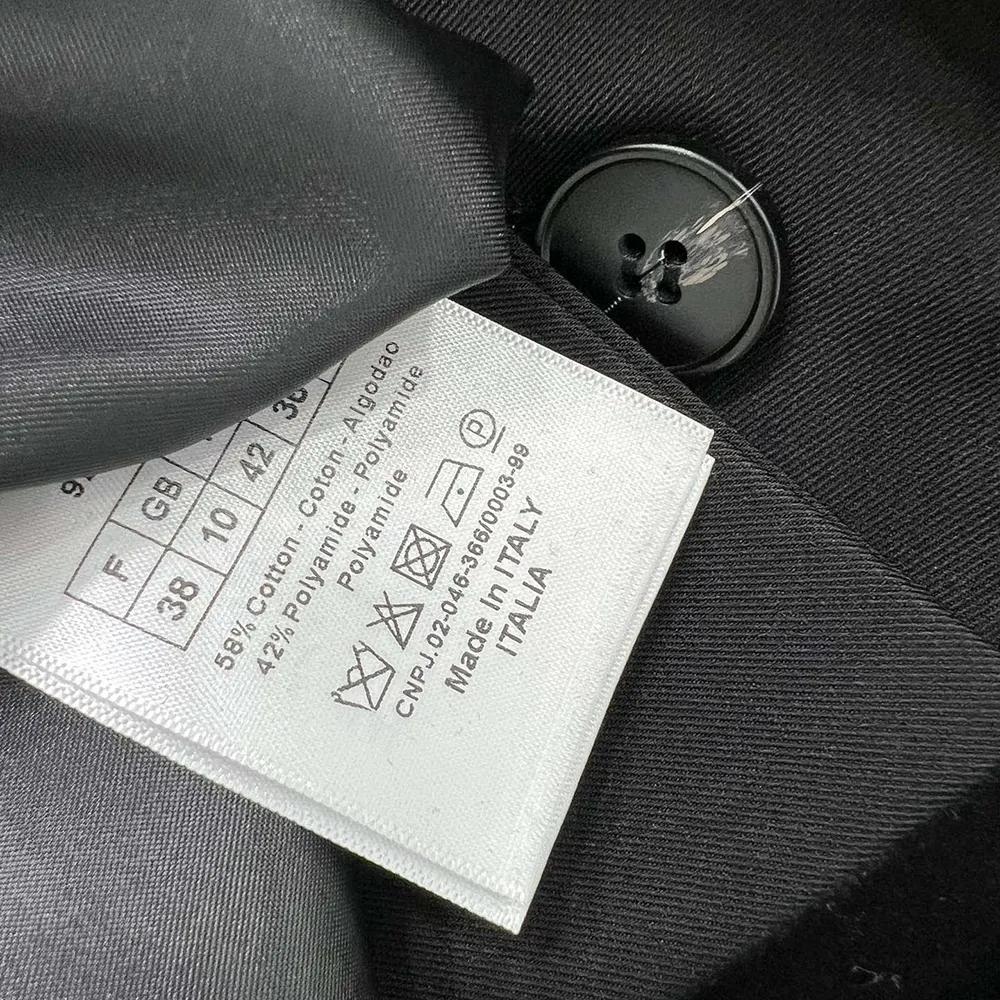 F GB
38 10 42
58% Cotton - Coton - Algodao
42% Polyamide - Polyamide
Polyamide
P
CNPJ.02-046-366/0003-99
Made In ITALY
ITALIA